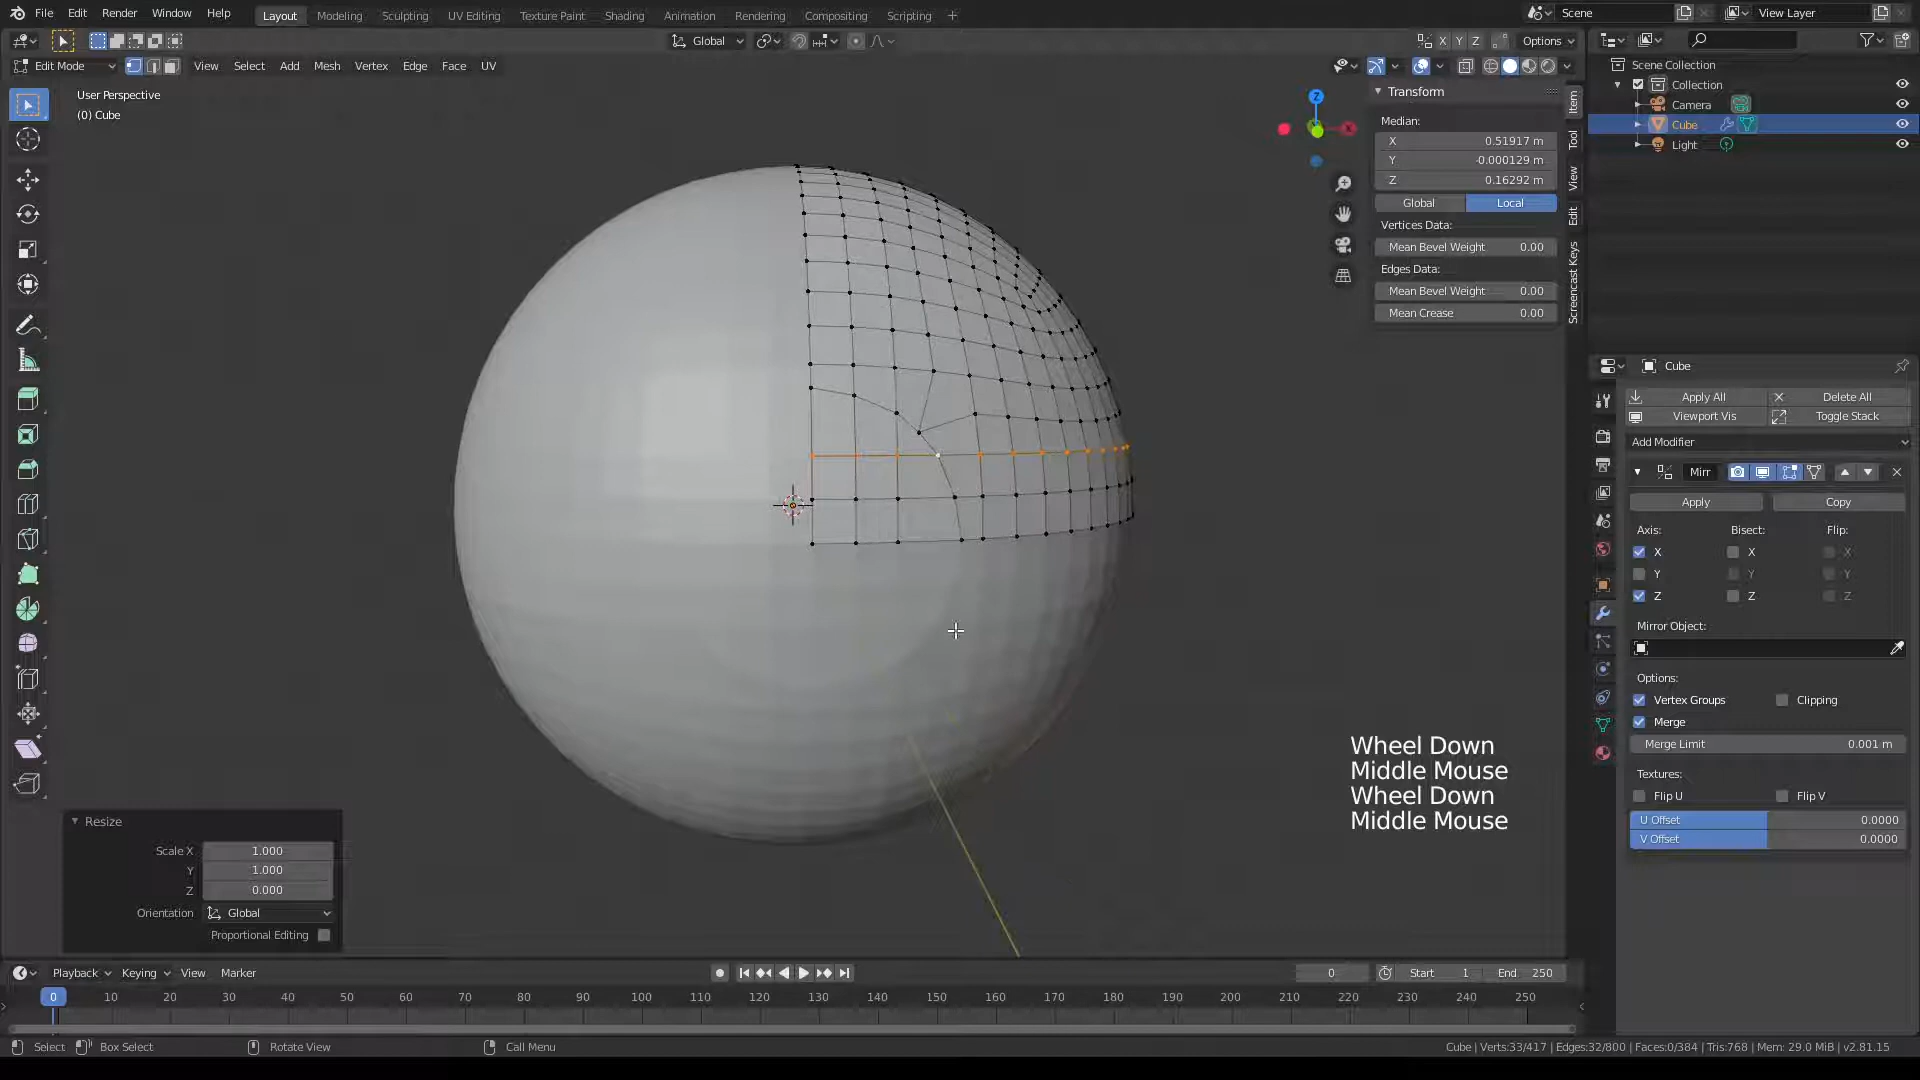 File Edit Render Window Help Layout Modeling Sculpting UV Editing Texture Paint Shading Animation Rendering Compositing Scripting + Scene View Layer
Global X Y Z Options
Edit Mode View Select Add Mesh Vertex Edge Face UV
User Perspective
(0) Cube
Transform
Median:
X 0.51917 m
Y -0.000129 m
Z 0.16292 m
Global Local
Vertices Data:
Mean Bevel Weight 0.00
Edges Data:
Mean Bevel Weight 0.00
Mean Crease 0.00
Item
Tool
View
Edit
Screencast Keys
Z
X
Scene Collection
Collection
Camera
Cube
Light
Cube
Apply All Delete All
Viewport Vis Toggle Stack
Add Modifier
Mirr
Apply Copy
Axis: Bisect: Flip:
X X X
Y Y Y
Z Z Z
Mirror Object:
Options:
Vertex Groups Clipping
Merge
Merge Limit 0.001 m
Textures:
Flip U Flip V
U Offset 0.0000
V Offset 0.0000
Wheel Down
Middle Mouse
Wheel Down
Middle Mouse
Resize
Scale X 1.000
Y 1.000
Z 0.000
Orientation Global
Proportional Editing
Playback Keying View Marker 0 Start 1 End 250
0 10 20 30 40 50 60 70 80 90 100 110 120 130 140 150 160 170 180 190 200 210 220 230 240 250
Select Box Select Rotate View Call Menu Cube | Verts:33/417 | Edges:32/800 | Faces:0/384 | Tris:768 | Mem: 29.0 MiB | v2.81.15